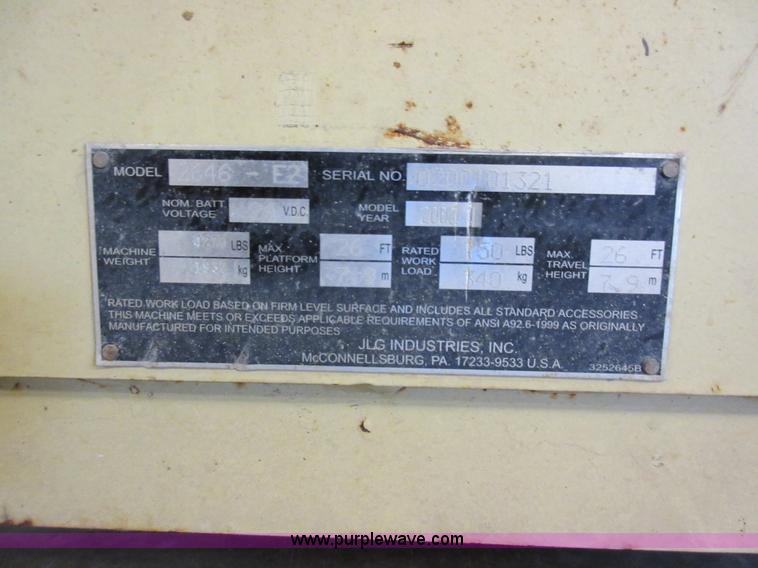 MODEL 2646 - E2 SERIAL NO.
NOM. BATT. VOLTAGE V.D.C. MODEL YEAR
MACHINE WEIGHT LBS kg MAX. PLATFORM HEIGHT 26 FT m RATED WORK LOAD 750 LBS 340 kg MAX. TRAVEL HEIGHT 26 FT 7.9 m
RATED WORK LOAD BASED ON FIRM LEVEL SURFACE AND INCLUDES ALL STANDARD ACCESSORIES.
THIS MACHINE MEETS OR EXCEEDS APPLICABLE REQUIREMENTS OF ANSI A92.6-1999 AS ORIGINALLY
MANUFACTURED FOR INTENDED PURPOSES
JLG INDUSTRIES, INC.
McCONNELLSBURG, PA. 17233-9533 U.S.A.
3252645B
www.purplewave.com